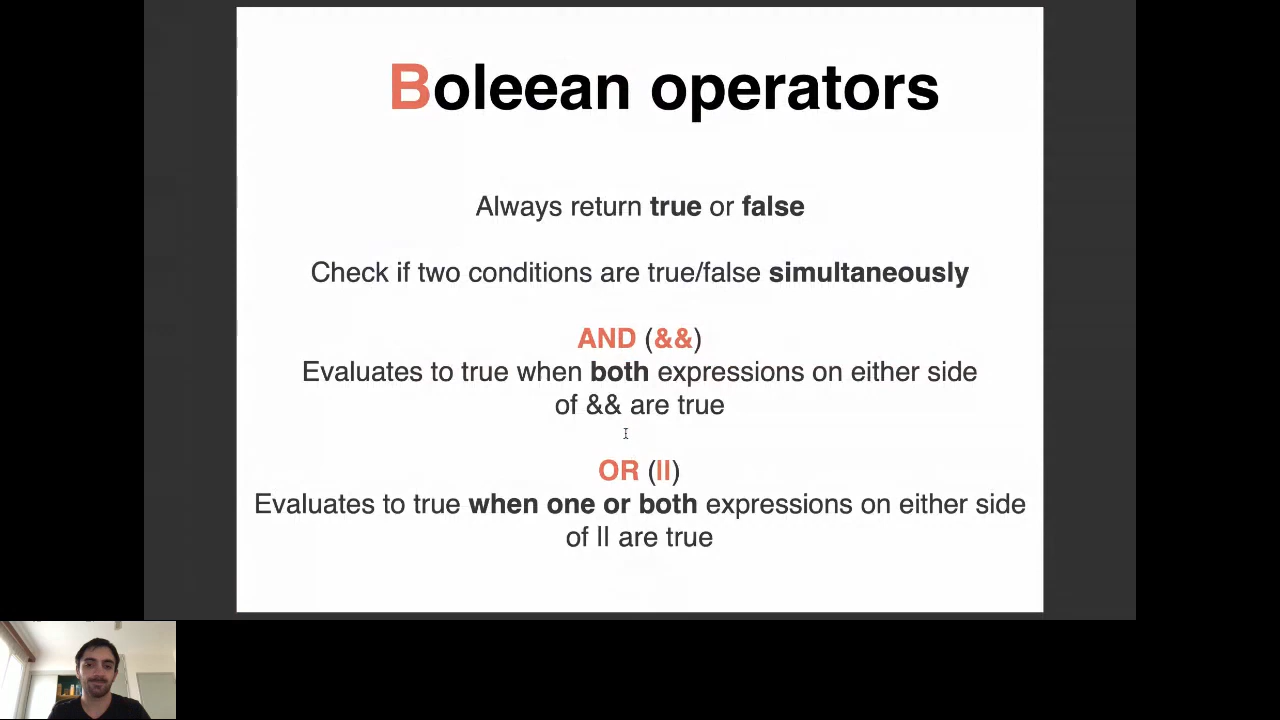 Boleean operators
Always return true or false
Check if two conditions are true/false simultaneously
AND (&&)
Evaluates to true when both expressions on either side
of && are true
OR (||)
Evaluates to true when one or both expressions on either side
of || are true